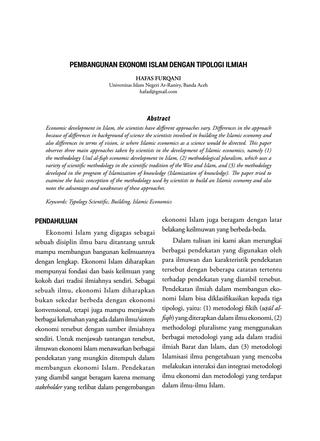 PEMBANGUNAN EKONOMI ISLAM DENGAN TIPOLOGI ILMIAH
HAFAS FURQANI
Universitas Islam Negeri Ar-Raniry, Banda Aceh
hafasf@gmail.com
Abstract
Economic development in Islam, the scientists have different approaches vary. Differences in the approach
because of differences in background of science the scientists involved in building the Islamic economy and
also differences in terms of vision, ie where Islamic economics as a science would be directed. This paper
observes three main approaches taken by scientists in the development of Islamic economics, namely (1)
the methodology Usul al-fiqh economic development in Islam, (2) methodological pluralism, which uses a
variety of scientific methodology in the scientific tradition of the West and Islam, and (3) the methodology
developed in the program of Islamization of knowledge (Islamization of knowledge). The paper tried to
examine the basic conception of the methodology used by scientists to build an Islamic economy and also
notes the advantages and weaknesses of these approaches.
Keywords: Typology Scientific, Building, Islamic Economics
PENDAHULUAN
Ekonomi Islam yang digagas sebagai
sebuah disiplin ilmu baru ditantang untuk
mampu membangun bangunan keilmuannya
dengan lengkap. Ekonomi Islam diharapkan
mempunyai fondasi dan basis keilmuan yang
kokoh dari tradisi ilmiahnya sendiri. Sebagai
sebuah ilmu, ekonomi Islam diharapkan
bukan sekedar berbeda dengan ekonomi
konvensional, tetapi juga mampu menjawab
berbagai kelemahan yang ada dalam ilmu/sistem
ekonomi tersebut dengan sumber ilmiahnya
sendiri. Untuk menjawab tantangan tersebut,
ilmuwan ekonomi Islam menawarkan berbagai
pendekatan yang mungkin ditempuh dalam
membangun ekonomi Islam. Pendekatan
yang diambil sangat beragam karena memang
stakeholder yang terlibat dalam pengembangan
ekonomi Islam juga beragam dengan latar
belakang keilmuwan yang berbeda-beda.
Dalam tulisan ini kami akan merungkai
berbagai pendekatan yang digunakan oleh
para ilmuwan dan karakteristik pendekatan
tersebut dengan beberapa catatan tertentu
terhadap pendekatan yang diambil tersebut.
Pendekatan ilmiah dalam membangun eko-
nomi Islam bisa diklasifikasikan kepada tiga
tipologi, yaitu: (1) metodologi fikih (uṣūl al-
fiqh) yang diterapkan dalam ilmu ekonomi, (2)
methodologi pluralisme yang menggunakan
berbagai metodologi yang ada dalam tradisi
ilmiah Barat dan Islam, dan (3) metodologi
Islamisasi ilmu pengetahuan yang mencoba
melakukan interaksi dan integrasi metodologi
ilmu ekonomi dan metodologi yang terdapat
dalam ilmu-ilmu Islam.